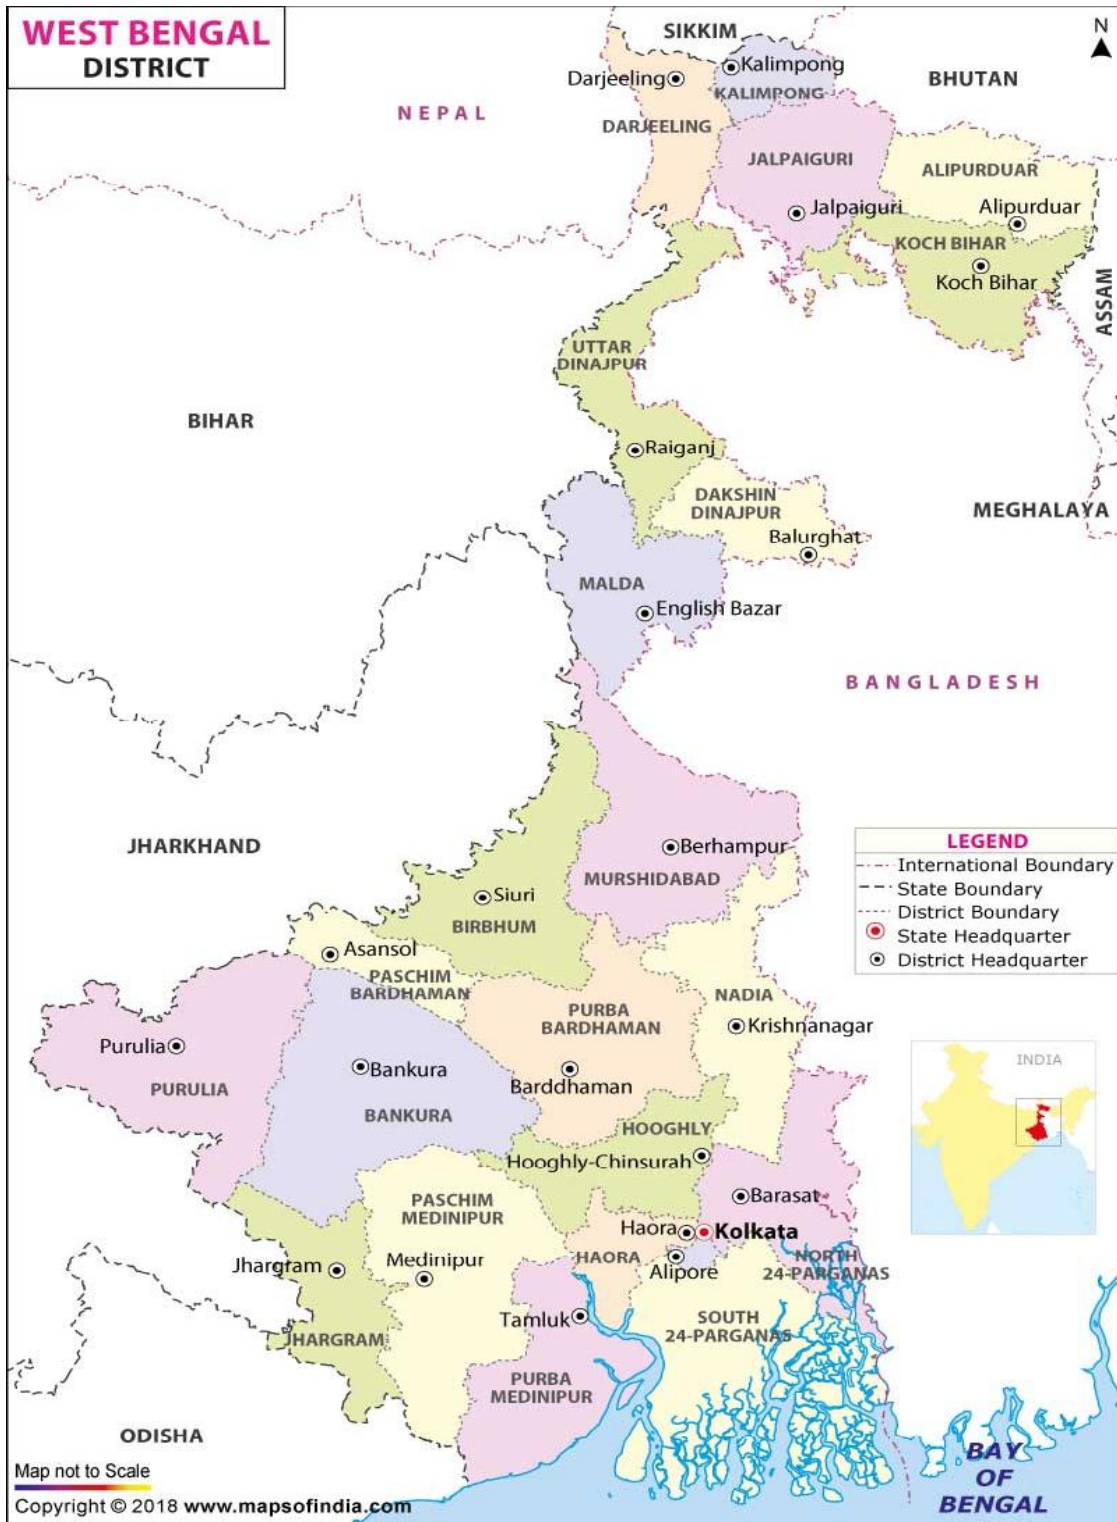 WEST BENGAL
DISTRICT
N
SIKKIM
Kalimpong
Darjeeling
KALIMPONG
BHUTAN
NEPAL
DARJEELING
JALPAIGURI
ALIPURDUAR
Jalpaiguri
Alipurduar
KOCH BIHAR
Koch Bihar
ASSAM
UTTAR
DINAJPUR
BIHAR
Raiganj
DAKSHIN
DINAJPUR
MEGHALAYA
Balurghat
MALDA
English Bazar
BANGLADESH
JHARKHAND
Berhampur
MURSHIDABAD
LEGEND
International Boundary
State Boundary
District Boundary
State Headquarter
District Headquarter
Siuri
BIRBHUM
Asansol
PASCHIM
BARDHAMAN
PURBA
BARDHAMAN
NADIA
Krishnanagar
Purulia
PURULIA
Bankura
BANKURA
Barddhaman
INDIA
HOOGHLY
Hooghly-Chinsurah
PASCHIM
MEDINIPUR
Barasat
Haora
Kolkata
HAORA
Alipore
NORTH
24-PARGANAS
Jhargram
Medinipur
Tamluk
SOUTH
24-PARGANAS
JHARGRAM
PURBA
MEDINIPUR
ODISHA
BAY
OF
BENGAL
Map not to Scale
Copyright © 2018 www.mapsofindia.com